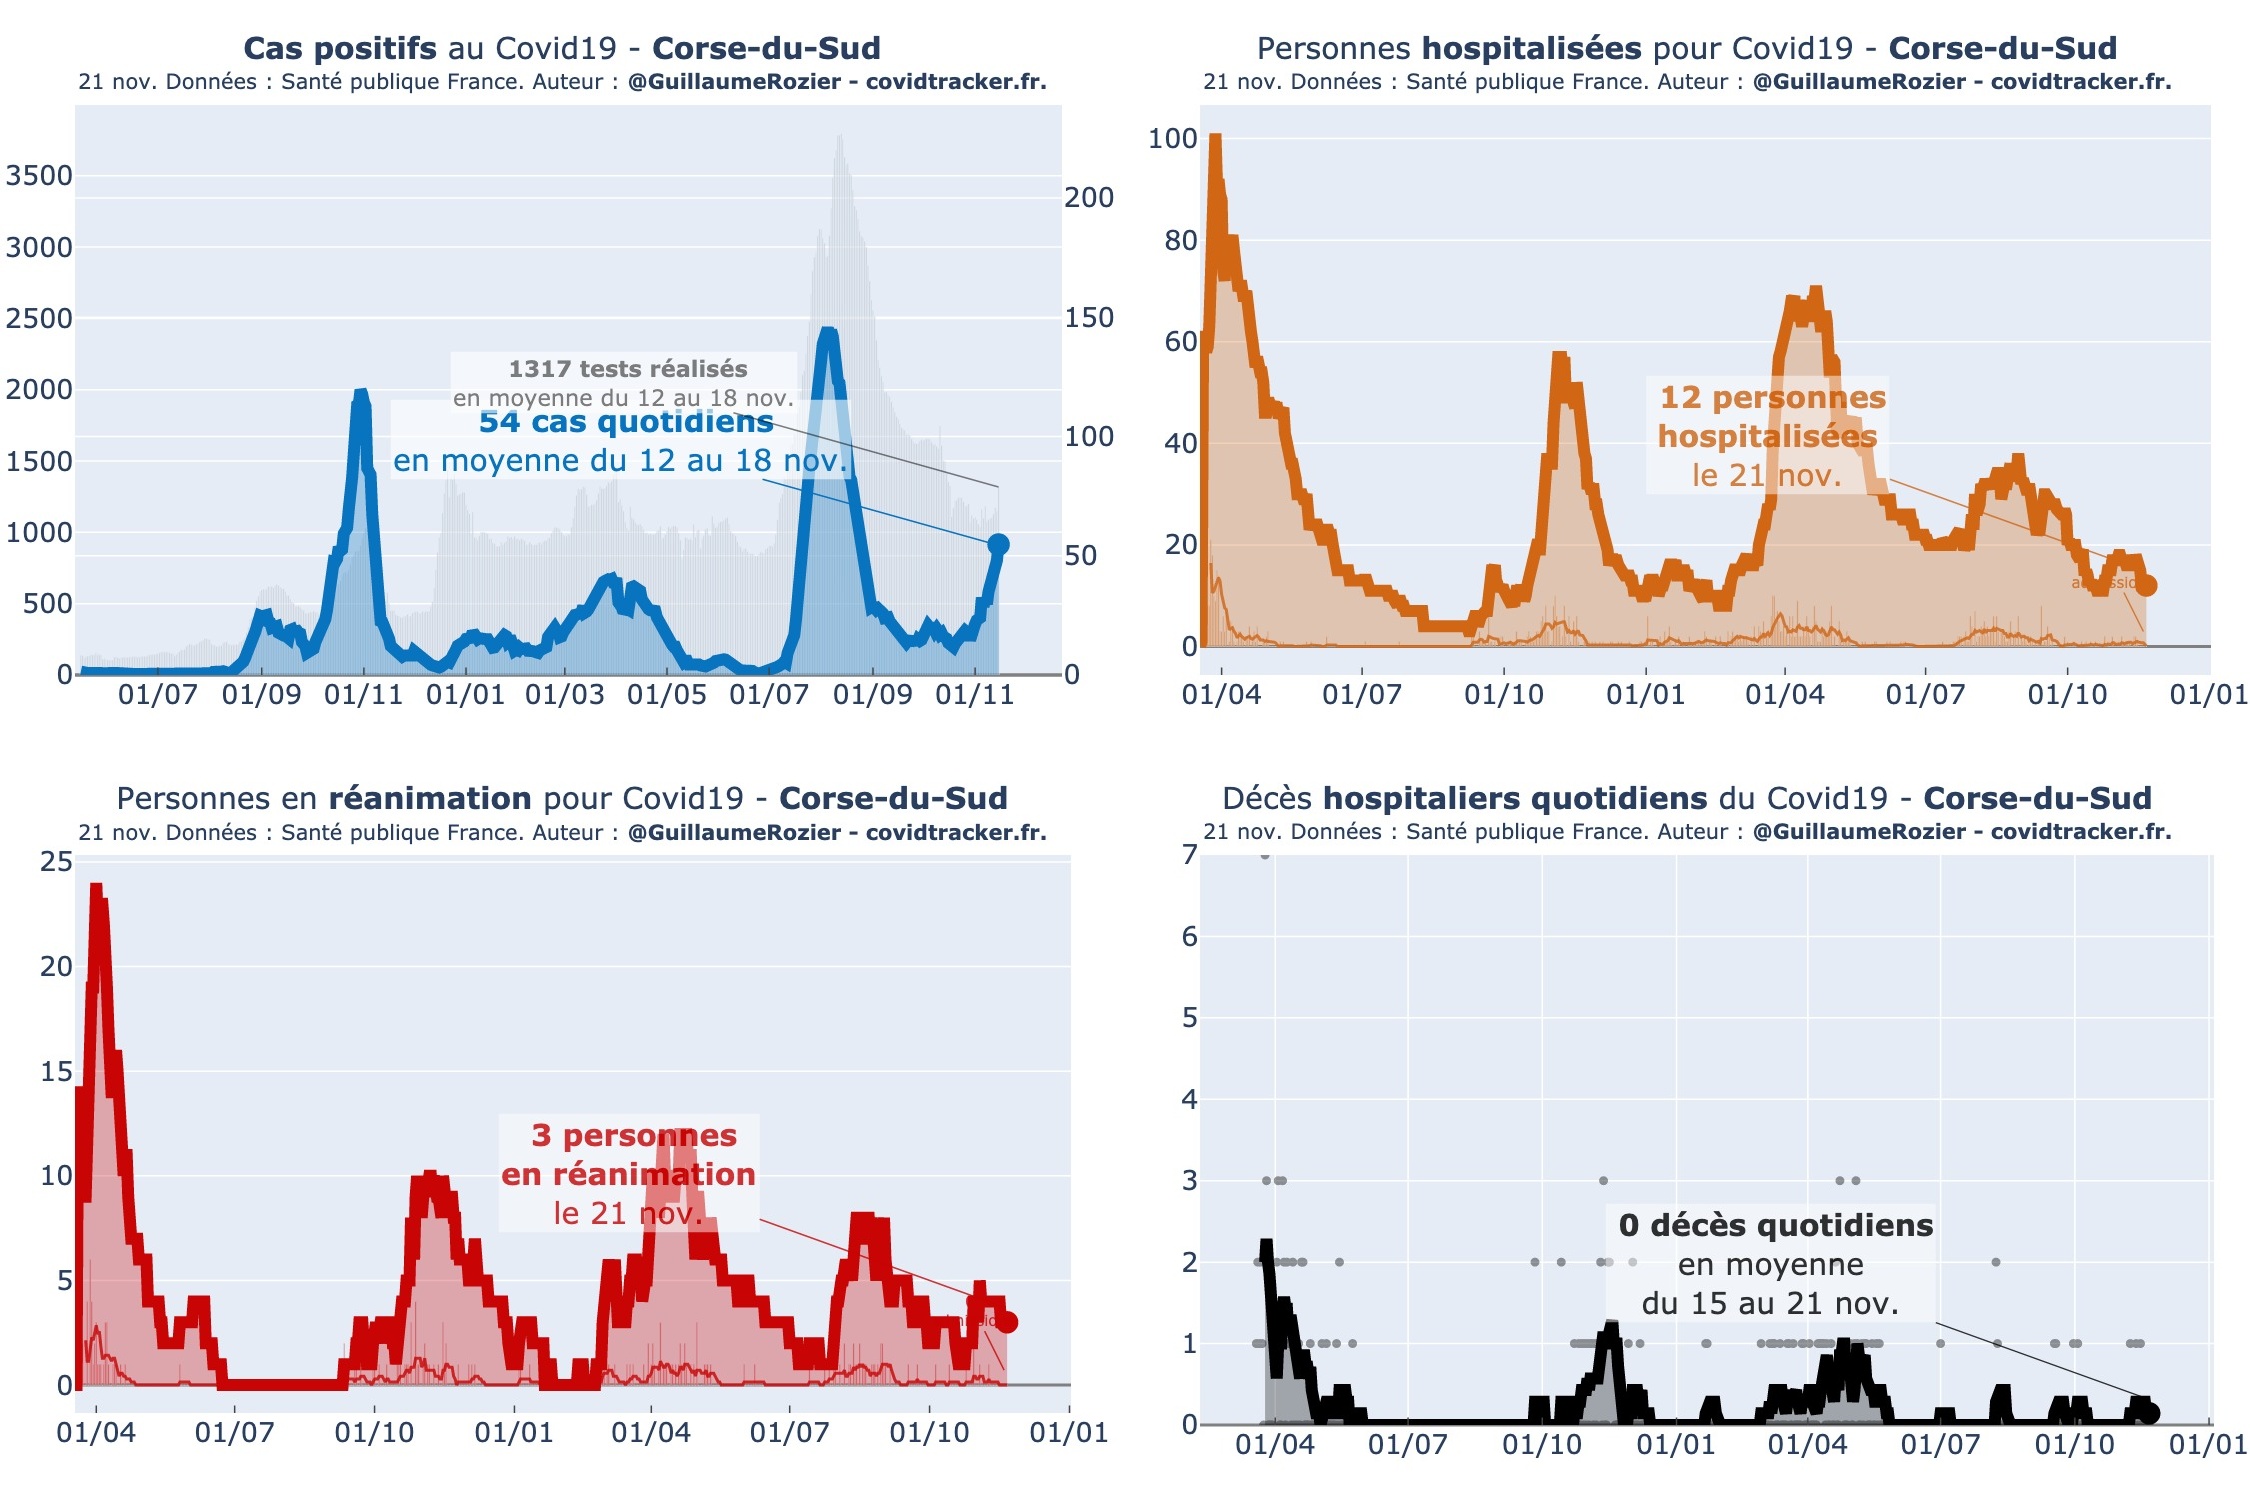 Cas positifs au Covid19 - Corse-du-Sud
21 nov. Données : Santé publique France. Auteur : @GuillaumeRozier - covidtracker.fr.
3500
3000
2500
2000
1500
1000
500
0
200
150
100
50
0
1317 tests réalisés
en moyenne du 12 au 18 nov.
54 cas quotidiens
en moyenne du 12 au 18 nov.
01/07 01/09 01/11 01/01 01/03 01/05 01/07 01/09 01/11
Personnes hospitalisées pour Covid19 - Corse-du-Sud
21 nov. Données : Santé publique France. Auteur : @GuillaumeRozier - covidtracker.fr.
100
80
60
40
20
0
12 personnes
hospitalisées
le 21 nov.
01/04 01/07 01/10 01/01 01/04 01/07 01/10 01/01
Personnes en réanimation pour Covid19 - Corse-du-Sud
21 nov. Données : Santé publique France. Auteur : @GuillaumeRozier - covidtracker.fr.
25
20
15
10
5
0
3 personnes
en réanimation
le 21 nov.
01/04 01/07 01/10 01/01 01/04 01/07 01/10 01/01
Décès hospitaliers quotidiens du Covid19 - Corse-du-Sud
21 nov. Données : Santé publique France. Auteur : @GuillaumeRozier - covidtracker.fr.
7
6
5
4
3
2
1
0
0 décès quotidiens
en moyenne
du 15 au 21 nov.
01/04 01/07 01/10 01/01 01/04 01/07 01/10 01/01